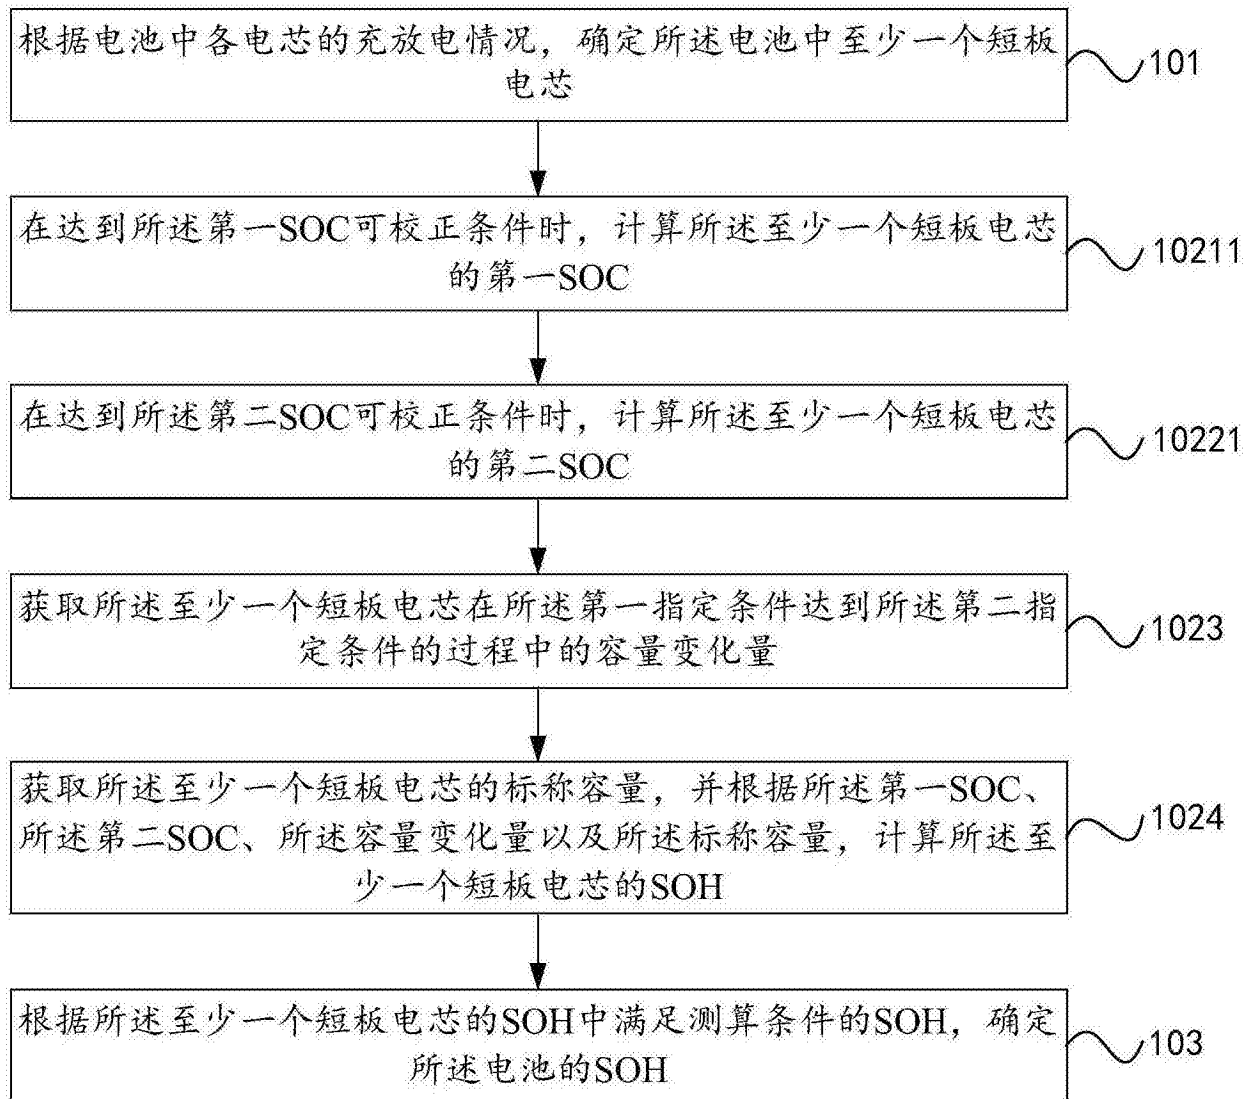 根据电池中各电芯的充放电情况，确定所述电池中至少一个短板
电芯
101
在达到所述第一SOC可校正条件时，计算所述至少一个短板电芯
的第一SOC
10211
在达到所述第二SOC可校正条件时，计算所述至少一个短板电芯
的第二SOC
10221
获取所述至少一个短板电芯在所述第一指定条件达到所述第二指
定条件的过程中的容量变化量
1023
获取所述至少一个短板电芯的标称容量，并根据所述第一SOC、
所述第二SOC、所述容量变化量以及所述标称容量，计算所述至
少一个短板电芯的SOH
1024
根据所述至少一个短板电芯的SOH中满足测算条件的SOH，确定
所述电池的SOH
103